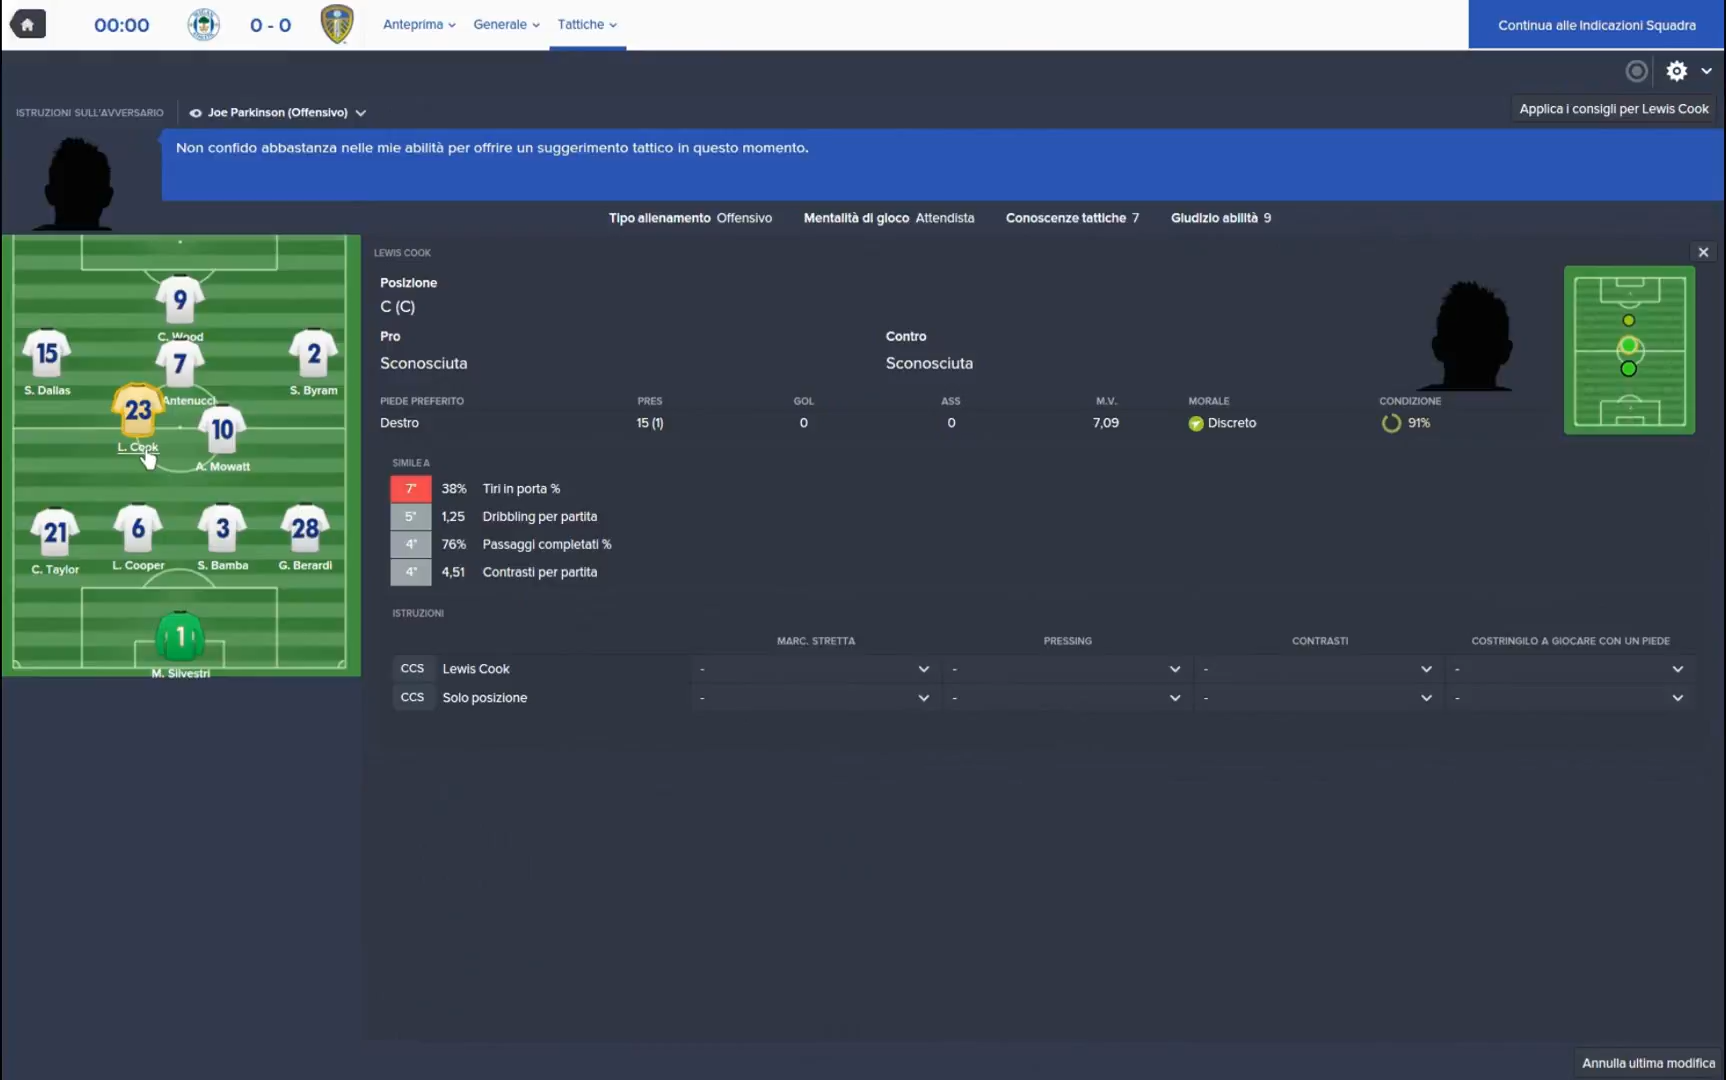 00:00
0 - 0
Anteprima
Generale
Tattiche
Continua alle Indicazioni Squadra
ISTRUZIONI SULL'AVVERSARIO
Joe Parkinson (Offensivo)
Applica i consigli per Lewis Cook
Non confido abbastanza nelle mie abilità per offrire un suggerimento tattico in questo momento.
Tipo allenamento Offensivo
Mentalità di gioco Attendista
Conoscenze tattiche 7
Giudizio abilità 9
9
C. Wood
15
S. Dallas
7
Antenucci
2
S. Byram
23
L. Cook
10
A. Mowatt
21
C. Taylor
6
L. Cooper
3
S. Bamba
28
G. Berardi
1
M. Silvestri
LEWIS COOK
Posizione
C (C)
Pro
Contro
Sconosciuta
Sconosciuta
PIEDE PREFERITO PRES GOL ASS M.V. MORALE CONDIZIONE
Destro 15 (1) 0 0 7,09 Discreto 91%
SIMILE A
7° 38% Tiri in porta %
5° 1,25 Dribbling per partita
4° 76% Passaggi completati %
4° 4,51 Contrasti per partita
ISTRUZIONI
MARC. STRETTA PRESSING CONTRASTI COSTRINGILO A GIOCARE CON UN PIEDE
CCS Lewis Cook - - - -
CCS Solo posizione - - - -
Annulla ultima modifica